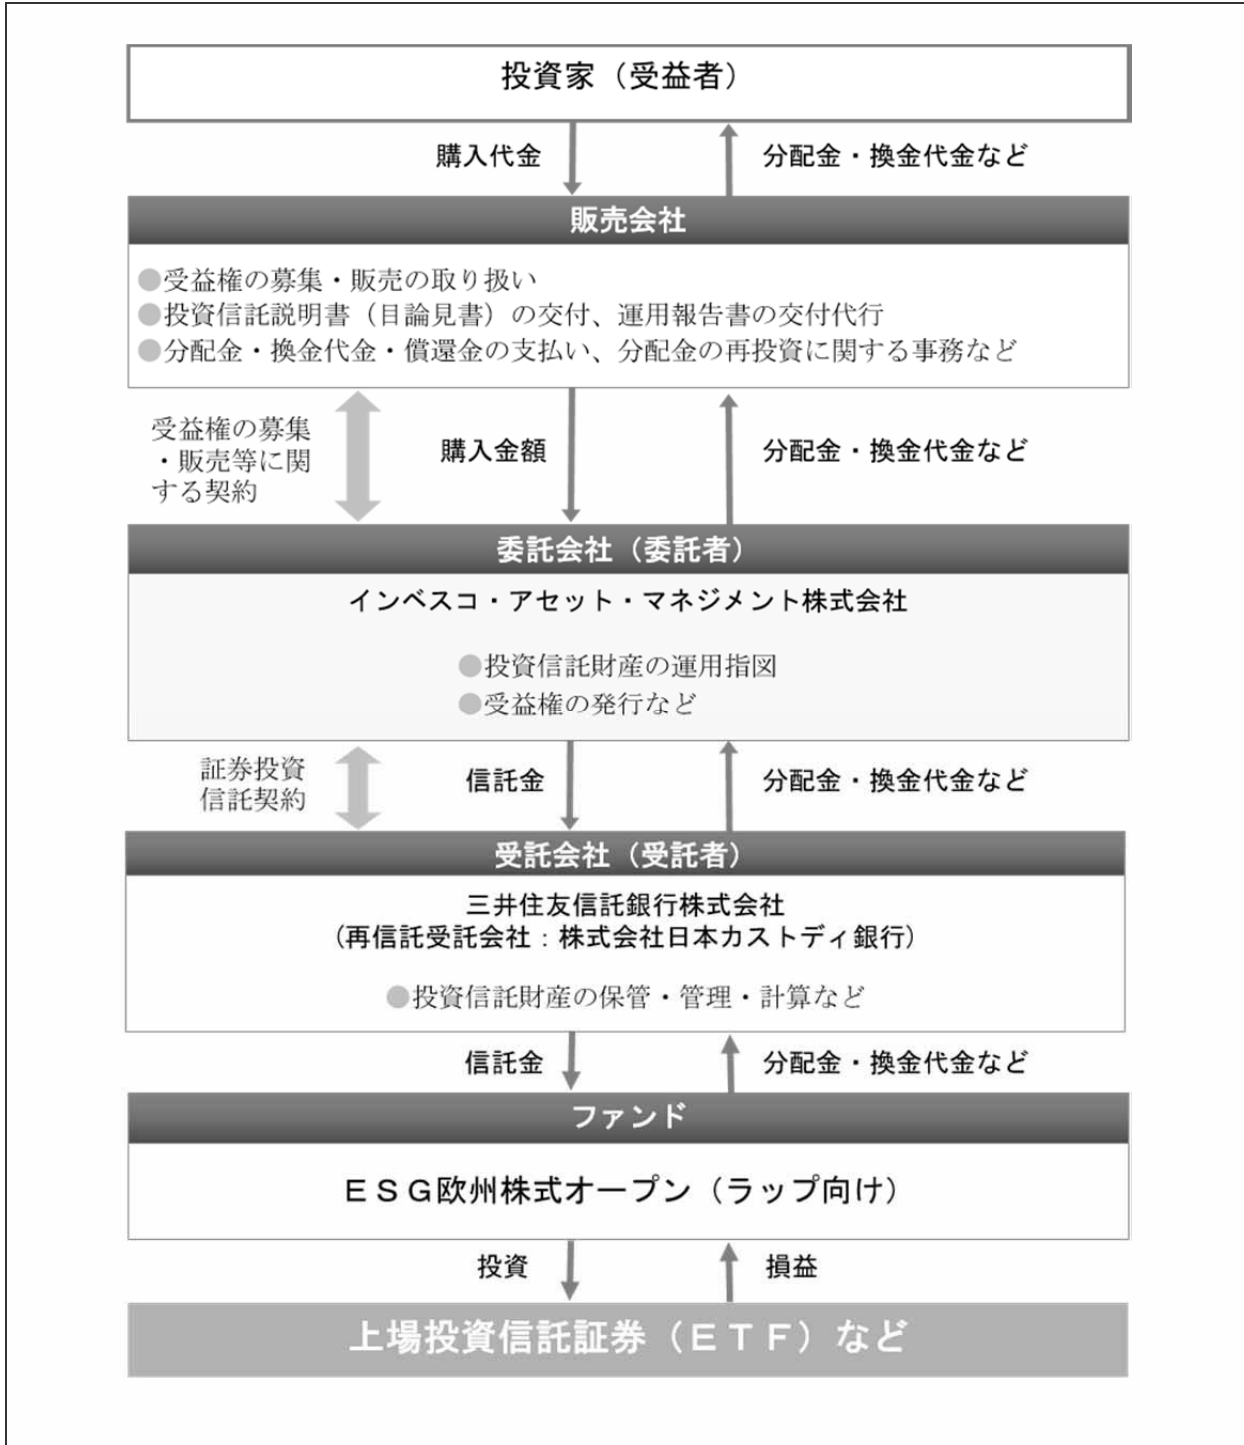 投資家（受益者）
購入代金
分配金・換金代金など
販売会社
●受益権の募集・販売の取り扱い
●投資信託説明書（目論見書）の交付、運用報告書の交付代行
●分配金・換金代金・償還金の支払い、分配金の再投資に関する事務など
受益権の募集
・販売等に関
する契約
購入金額
分配金・換金代金など
委託会社（委託者）
インベスコ・アセット・マネジメント株式会社
●投資信託財産の運用指図
●受益権の発行など
証券投資
信託契約
信託金
分配金・換金代金など
受託会社（受託者）
三井住友信託銀行株式会社
(再信託受託会社：株式会社日本カストディ銀行)
●投資信託財産の保管・管理・計算など
信託金
分配金・換金代金など
ファンド
ＥＳＧ欧州株式オープン（ラップ向け）
投資
損益
上場投資信託証券（ＥＴＦ）など